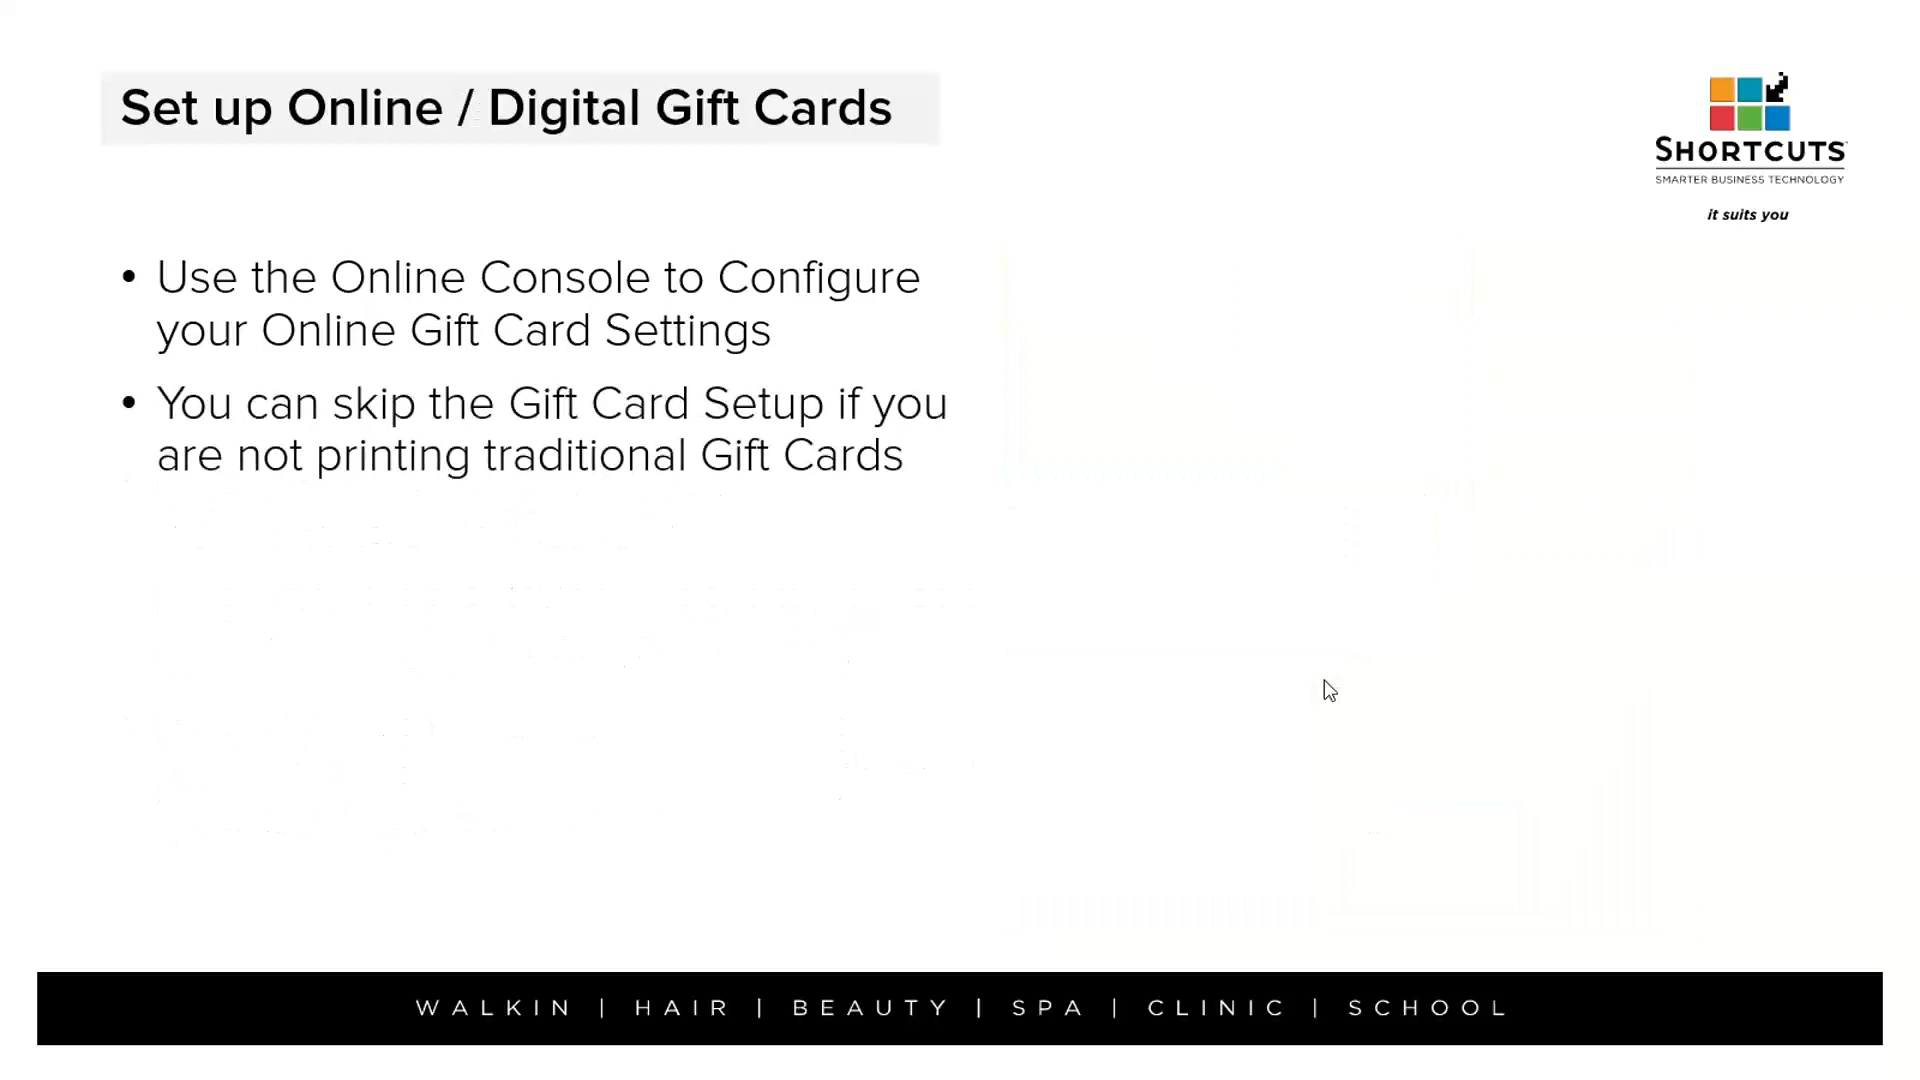 Set up Online / Digital Gift Cards
SHORTCUTS
SMARTER BUSINESS TECHNOLOGY
it suits you
• Use the Online Console to Configure
your Online Gift Card Settings
• You can skip the Gift Card Setup if you
are not printing traditional Gift Cards
WALKIN | HAIR | BEAUTY | SPA | CLINIC | SCHOOL